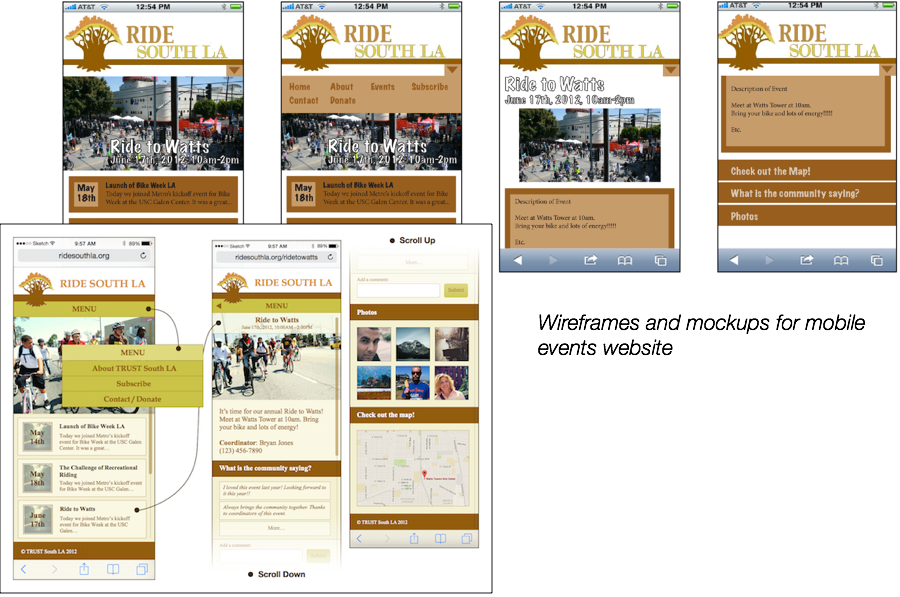 AT&T 12:54 PM
RIDE
SOUTH LA
Ride to Watts
June 17th, 2012, 10am-2pm
May
18th
Launch of Bike Week LA
Today we joined Metro's kickoff event for Bike
Week at the USC Galen Center. It was a great...
AT&T 12:54 PM
RIDE
SOUTH LA
Home About Events Subscribe
Contact Donate
Ride to Watts
June 17th, 2012, 10am-2pm
May
18th
Launch of Bike Week LA
Today we joined Metro's kickoff event for Bike
Week at the USC Galen Center. It was a great...
AT&T 12:54 PM
RIDE
SOUTH LA
Ride to Watts
June 17th, 2012, 10am-2pm
Description of Event
Meet at Watts Tower at 10am.
Bring your bike and lots of energy!!!!!
Etc.
AT&T 12:54 PM
RIDE
SOUTH LA
Description of Event
Meet at Watts Tower at 10am.
Bring your bike and lots of energy!!!!!
Etc.
Check out the Map!
What is the community saying?
Photos
Sketch 9:57 AM 89%
ridesouthla.org
RIDE SOUTH LA
MENU
MENU
About TRUST South LA
Subscribe
Contact / Donate
May
14th
Launch of Bike Week LA
Today we joined Metro's kickoff
event for Bike Week at the USC Galen
Center. It was a great...
May
18th
The Challenge of Recreational
Riding
Today we joined Metro's kickoff event for
Bike Week at the USC Galen...
June
17th
Ride to Watts
Today we joined Metro's kickoff
event for Bike Week at the USC
Galen....
© TRUST South LA 2012
Sketch 9:57 AM 89%
ridesouthla.org/ridetowatts
RIDE SOUTH LA
MENU
Ride to Watts
June 17th, 2012, 10:00AM - 2:00PM
It's time for our annual Ride to Watts!
Meet at Watts Tower at 10am. Bring
your bike and lots of energy!
Coordinator: Bryan Jones
(123) 456-7890
What is the community saying?
I loved this event last year! Looking forward to
it this year!!
Always brings the community together. Thanks
to coordinators of this event
More...
Add a comment
Submit
Scroll Down
Scroll Up
More...
Add a comment
Submit
Photos
Check out the map!
© TRUST South LA 2012
Wireframes and mockups for mobile
events website